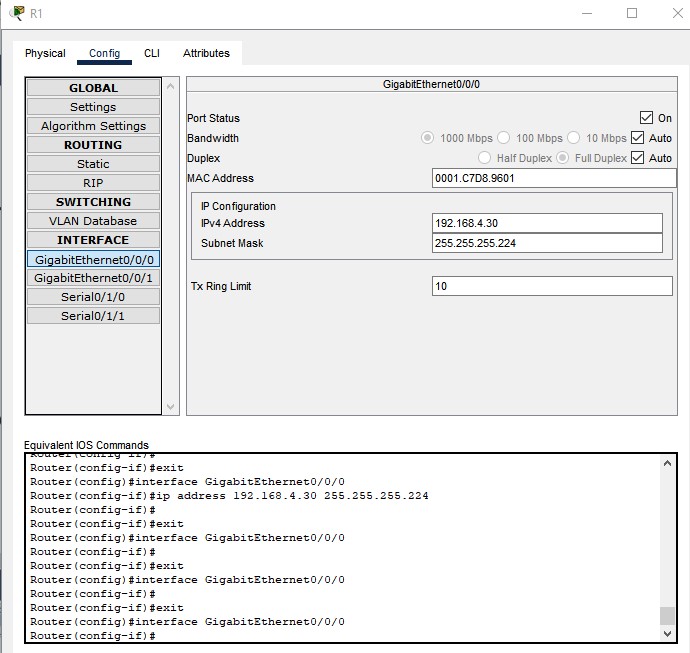 R1
Physical Config CLI Attributes
GLOBAL
Settings
Algorithm Settings
ROUTING
Static
RIP
SWITCHING
VLAN Database
INTERFACE
GigabitEthernet0/0/0
GigabitEthernet0/0/1
Serial0/1/0
Serial0/1/1
GigabitEthernet0/0/0
Port Status On
Bandwidth 1000 Mbps 100 Mbps 10 Mbps Auto
Duplex Half Duplex Full Duplex Auto
MAC Address 0001.C7D8.9601
IP Configuration
IPv4 Address 192.168.4.30
Subnet Mask 255.255.255.224
Tx Ring Limit 10
Equivalent IOS Commands
Router(config-if)#
Router(config-if)#exit
Router(config)#interface GigabitEthernet0/0/0
Router(config-if)#ip address 192.168.4.30 255.255.255.224
Router(config-if)#
Router(config-if)#exit
Router(config)#interface GigabitEthernet0/0/0
Router(config-if)#
Router(config-if)#exit
Router(config)#interface GigabitEthernet0/0/0
Router(config-if)#
Router(config-if)#exit
Router(config)#interface GigabitEthernet0/0/0
Router(config-if)#